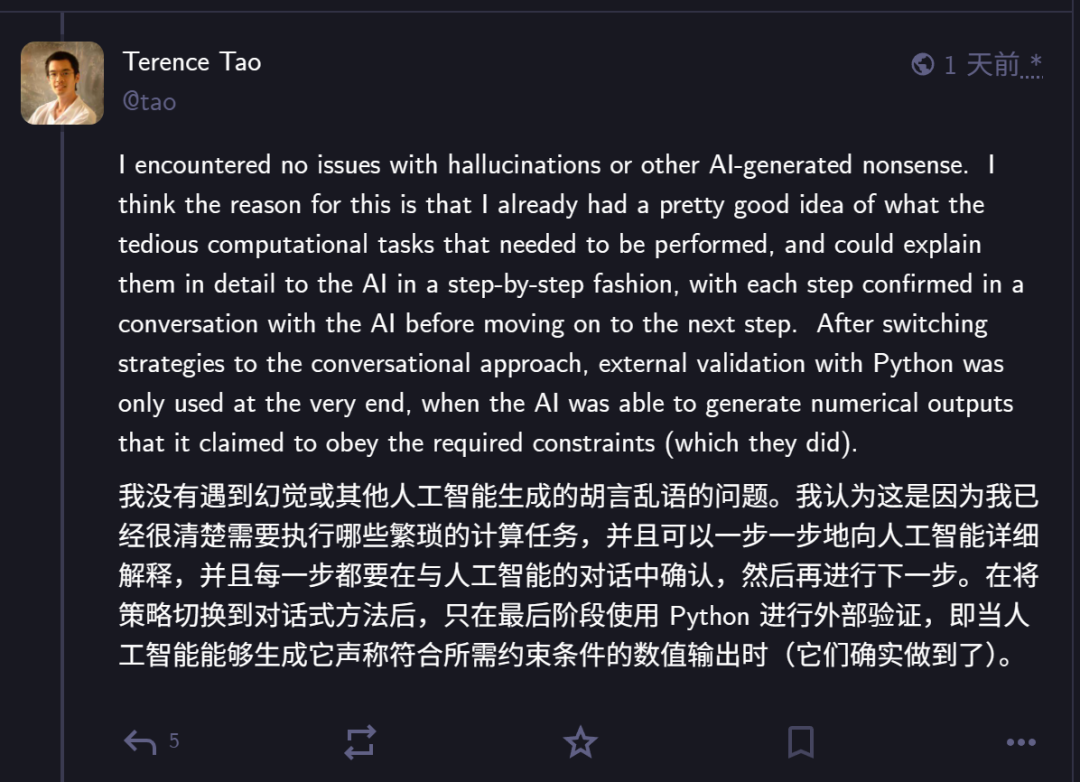 Terence Tao
@tao
1 天前 *
I encountered no issues with hallucinations or other AI-generated nonsense.  I
think the reason for this is that I already had a pretty good idea of what the
tedious computational tasks that needed to be performed, and could explain
them in detail to the AI in a step-by-step fashion, with each step confirmed in a
conversation with the AI before moving on to the next step.  After switching
strategies to the conversational approach, external validation with Python was
only used at the very end, when the AI was able to generate numerical outputs
that it claimed to obey the required constraints (which they did).
我没有遇到幻觉或其他人工智能生成的胡言乱语的问题。我认为这是因为我已
经很清楚需要执行哪些繁琐的计算任务，并且可以一步一步地向人工智能详细
解释，并且每一步都要在与人工智能的对话中确认，然后再进行下一步。在将
策略切换到对话式方法后，只在最后阶段使用 Python 进行外部验证，即当人
工智能能够生成它声称符合所需约束条件的数值输出时（它们确实做到了）。
5